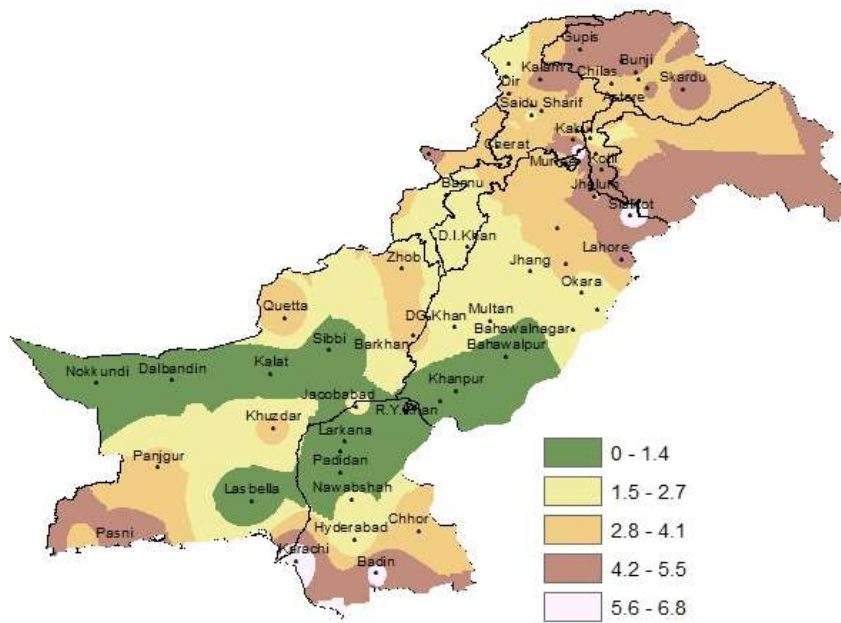 Gupis
Bunji
Kalam
Chilas
Skardu
Dir
Astore
Saidu Sharif
Kakul
Cherat
Murree
Kotli
Bannu
Jhelum
Sialkot
D.I.Khan
Lahore
Zhob
Jhang
Okara
Quetta
DG.Khan
Multan
Bahawalnagar
Sibbi
Barkhan
Bahawalpur
Nokkundi
Dalbandin
Kalat
Khanpur
Jacobabad
R.Y.Khan
Khuzdar
Larkana
Panjgur
Padidan
Lasbella
Nawabshah
Pasni
Hyderabad
Chhor
Karachi
Badin
0 - 1.4
1.5 - 2.7
2.8 - 4.1
4.2 - 5.5
5.6 - 6.8